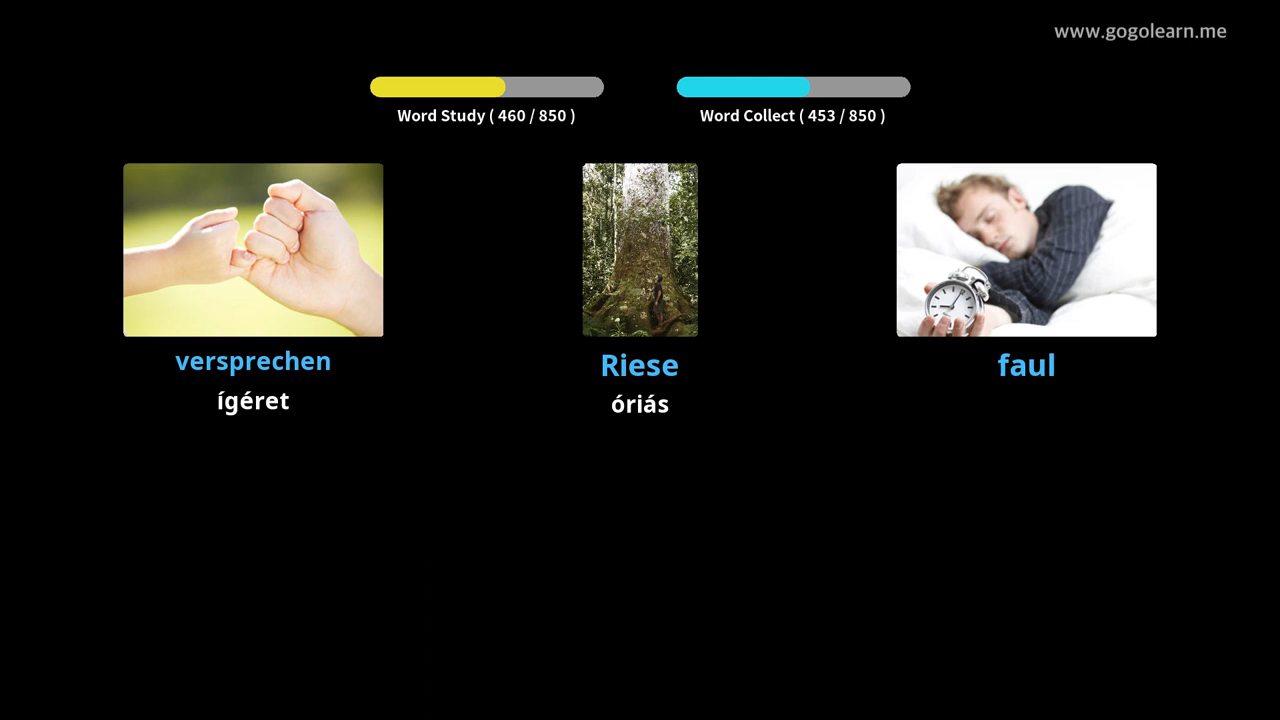 www.gogolearn.me
Word Study ( 460 / 850 )
Word Collect ( 453 / 850 )
versprechen
ígéret
Riese
óriás
faul